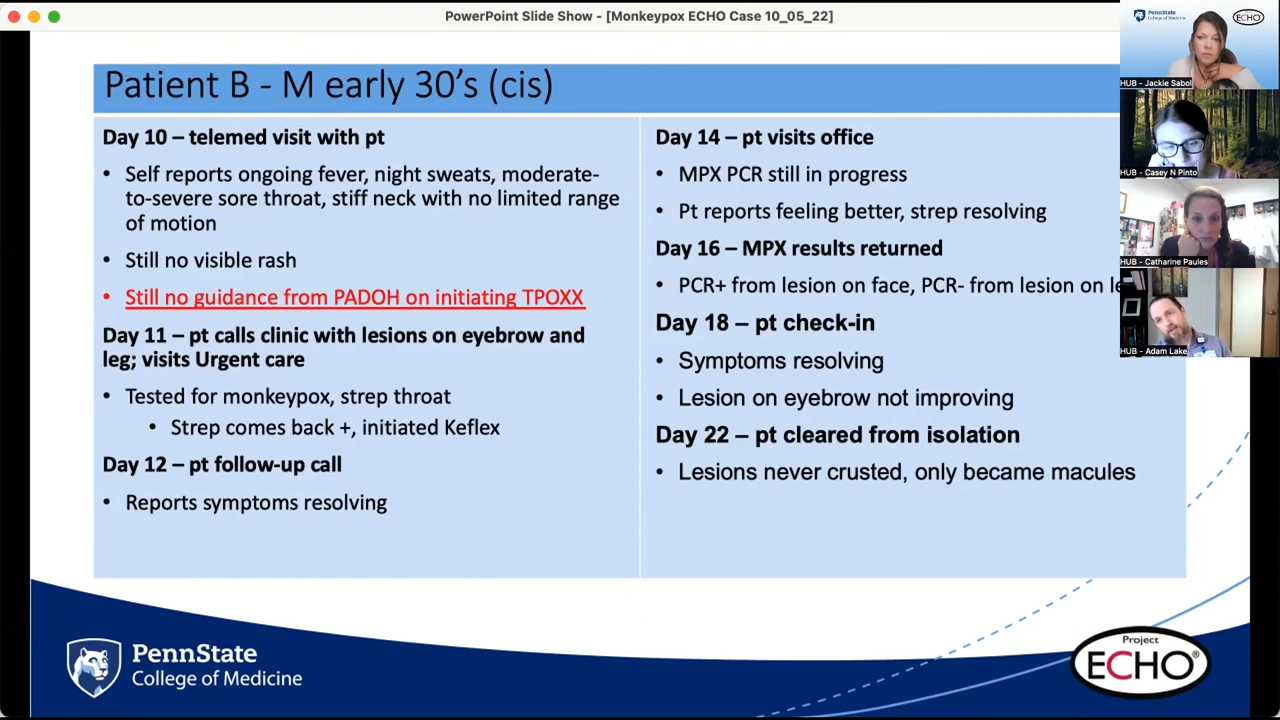 PowerPoint Slide Show - [Monkeypox ECHO Case 10_05_22]
Patient B - M early 30's (cis)
Day 10 – telemed visit with pt
• Self reports ongoing fever, night sweats, moderate-
to-severe sore throat, stiff neck with no limited range
of motion
• Still no visible rash
• Still no guidance from PADOH on initiating TPOXX
Day 11 – pt calls clinic with lesions on eyebrow and
leg; visits Urgent care
• Tested for monkeypox, strep throat
• Strep comes back +, initiated Keflex
Day 12 – pt follow-up call
• Reports symptoms resolving
Day 14 – pt visits office
• MPX PCR still in progress
• Pt reports feeling better, strep resolving
Day 16 – MPX results returned
• PCR+ from lesion on face, PCR- from lesion on
Day 18 – pt check-in
• Symptoms resolving
• Lesion on eyebrow not improving
Day 22 – pt cleared from isolation
• Lesions never crusted, only became macules
PennState
College of Medicine
Project
ECHO®
PennState
College of Medicine
ECHO
HUB - Jackie Sabol
HUB - Casey N Pinto
HUB - Catharine Paules
HUB - Adam Lake